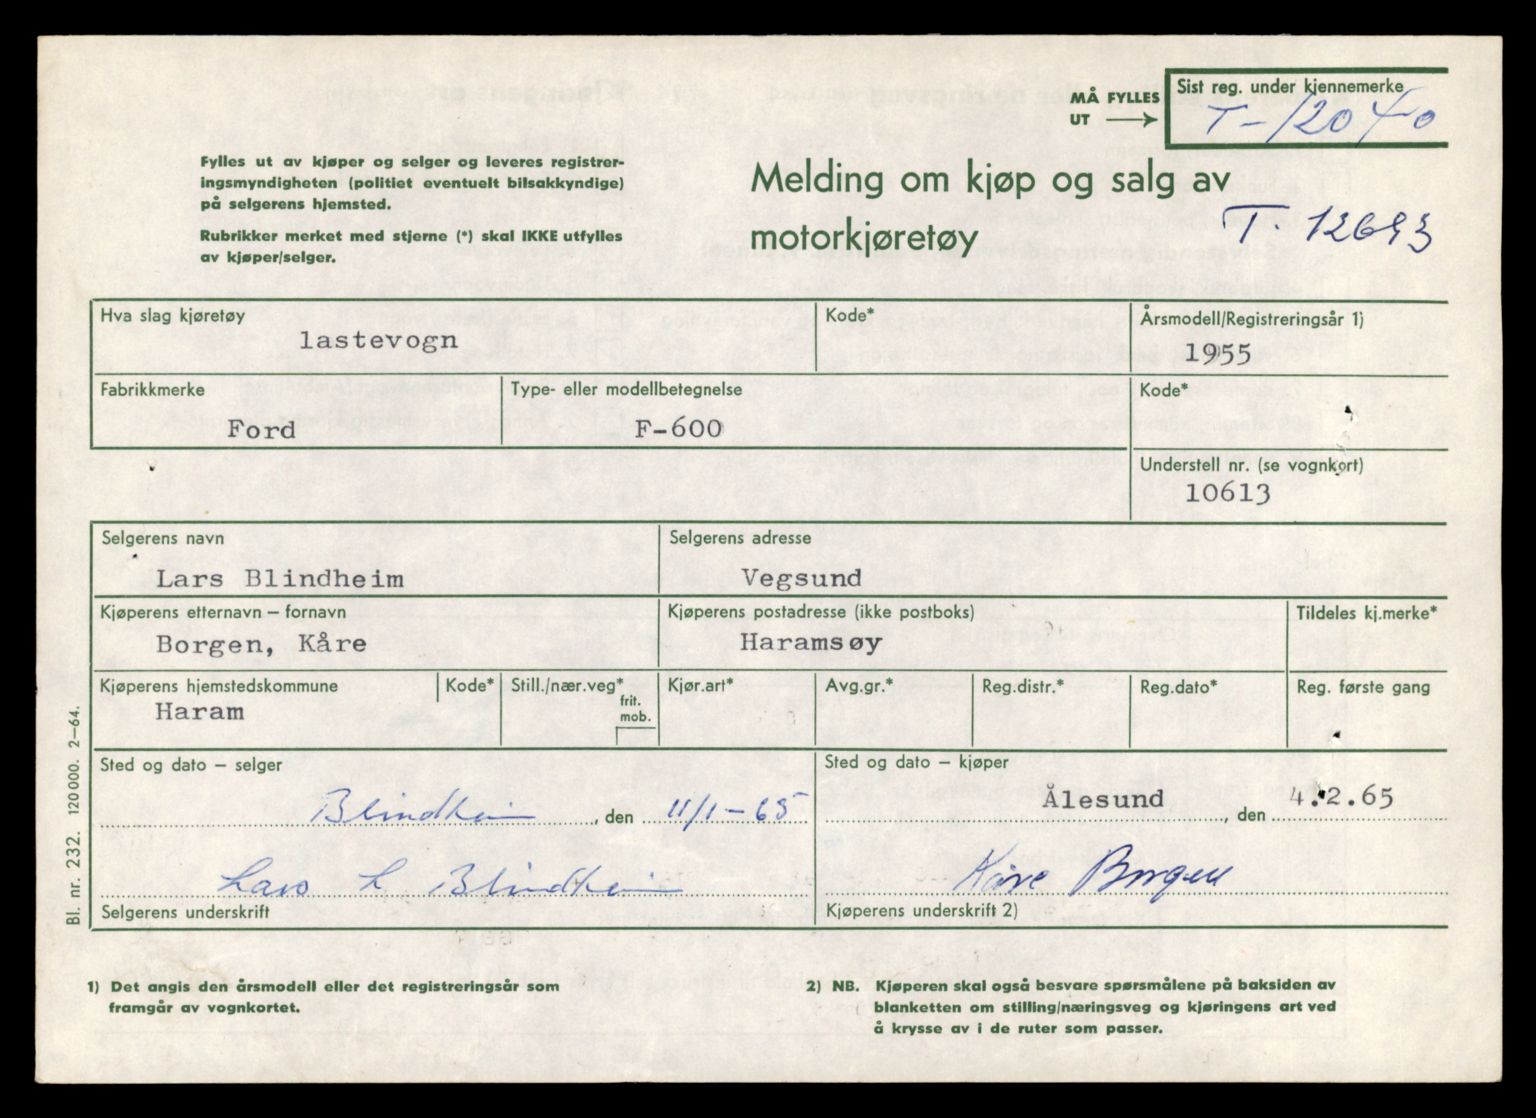 MÅ FYLLES
UT
Sist reg. under kjennemerke
T-12040
Fylles ut av kjøper og selger og leveres registrer-
ingsmyndigheten (politiet eventuelt bilsakkyndige)
på selgerens hjemsted.
Rubrikker merket med stjerne (*) skal IKKE utfylles
av kjøper/selger.
Melding om kjøp og salg av
motorkjøretøy
T. 12693
Hva slag kjøretøy
lastevogn
Kode*
Årsmodell/Registreringsår 1)
1955
Fabrikkmerke
Ford
Type- eller modellbetegnelse
F-600
Kode*
Understell nr. (se vognkort)
10613
Selgerens navn
Lars Blindheim
Selgerens adresse
Vegsund
Kjøperens etternavn – fornavn
Borgen, Kåre
Kjøperens postadresse (ikke postboks)
Haramsøy
Tildeles kj.merke*
Kjøperens hjemstedskommune
Haram
Kode*
Still./nær.veg*
frit.
mob.
Kjør.art*
Avg.gr.*
Reg.distr.*
Reg.dato*
Reg. første gang
Sted og dato – selger
Blindheim, den 11/1-65
Sted og dato – kjøper
Ålesund, den 4.2.65
Lars L Blindheim
Selgerens underskrift
Kåre Borgen
Kjøperens underskrift 2)
Bl. nr. 232. 120000. 2–64.
1) Det angis den årsmodell eller det registreringsår som
framgår av vognkortet.
2) NB. Kjøperen skal også besvare spørsmålene på baksiden av
blanketten om stilling/næringsveg og kjøringens art ved
å krysse av i de ruter som passer.